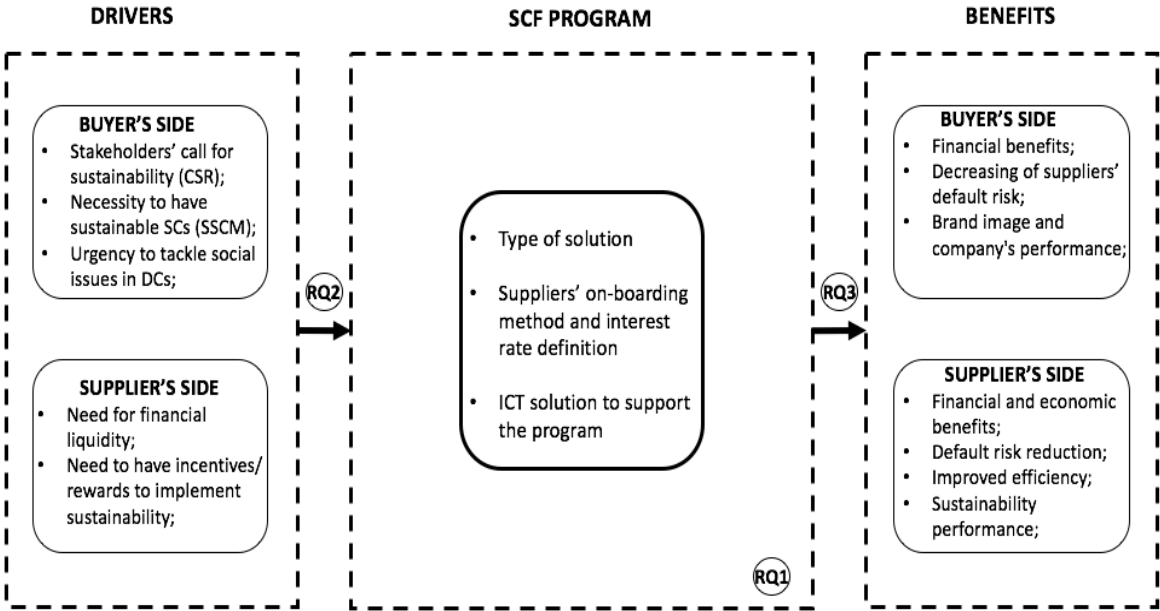 DRIVERS
BUYER'S SIDE
• Stakeholders' call for
sustainability (CSR);
• Necessity to have
sustainable SCs (SSCM);
• Urgency to tackle social
issues in DCs;
SUPPLIER'S SIDE
• Need for financial
liquidity;
• Need to have incentives/
rewards to implement
sustainability;
RQ2
SCF PROGRAM
• Type of solution
• Suppliers' on-boarding
method and interest
rate definition
• ICT solution to support
the program
RQ1
RQ3
BENEFITS
BUYER'S SIDE
• Financial benefits;
• Decreasing of suppliers'
default risk;
• Brand image and
company's performance;
SUPPLIER'S SIDE
• Financial and economic
benefits;
• Default risk reduction;
• Improved efficiency;
• Sustainability
performance;